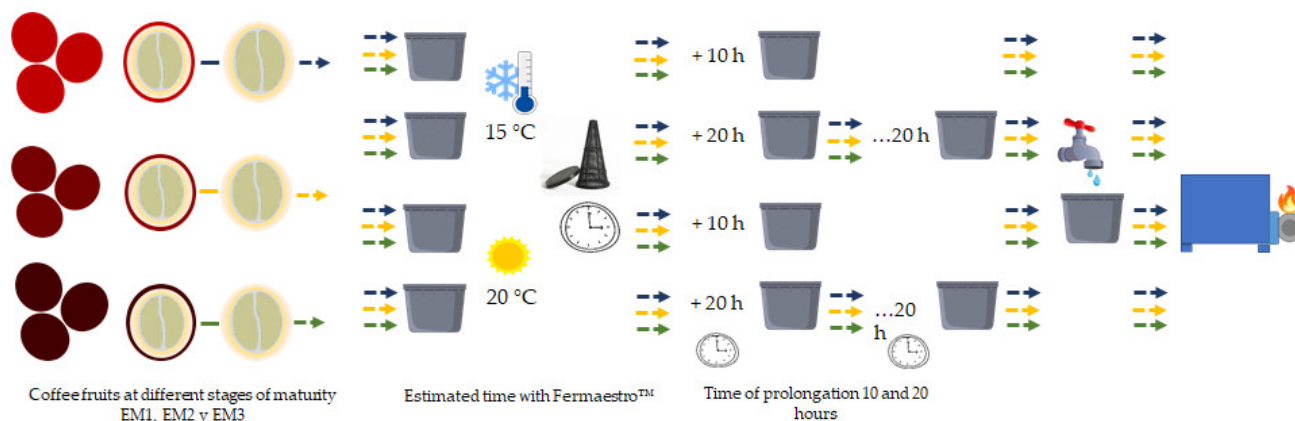 + 10 h
15 °C
+ 20 h
...20 h
+ 10 h
20 °C
+ 20 h
...20
h
Coffee fruits at different stages of maturity
EM1. EM2 y EM3
Estimated time with Fermaestro™
Time of prolongation 10 and 20
hours